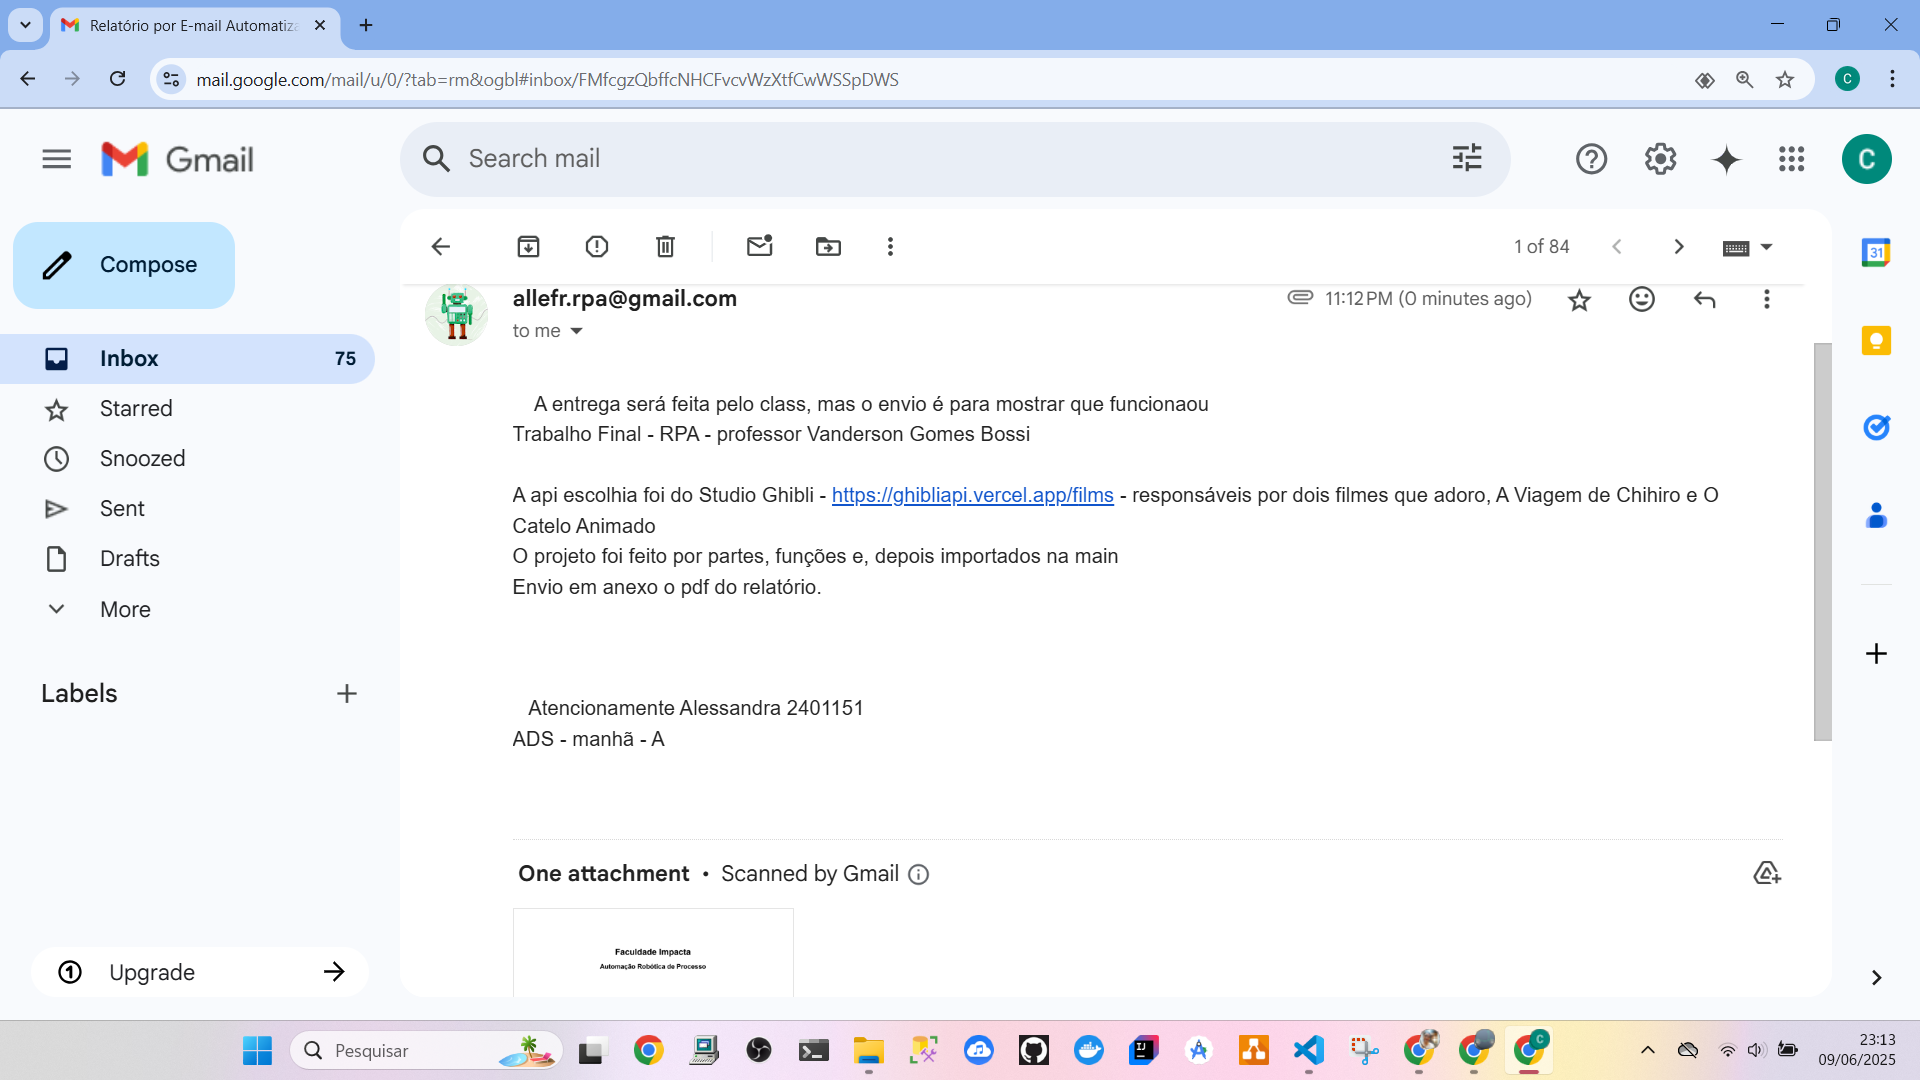 Relatório por E-mail Automatiza
mail.google.com/mail/u/0/?tab=rm&ogbl#inbox/FMfcgzQbffcNHCFvcvWzXtfCwWSSpDWS
C
Gmail
Search mail
C
Compose
1 of 84
31
Inbox 75
Starred
Snoozed
Sent
Drafts
More
Labels
Upgrade
allefr.rpa@gmail.com
11:12 PM (0 minutes ago)
to me
A entrega será feita pelo class, mas o envio é para mostrar que funcionaou
Trabalho Final - RPA - professor Vanderson Gomes Bossi
A api escolhia foi do Studio Ghibli - https://ghibliapi.vercel.app/films - responsáveis por dois filmes que adoro, A Viagem de Chihiro e O
Catelo Animado
O projeto foi feito por partes, funções e, depois importados na main
Envio em anexo o pdf do relatório.
Atencionamente Alessandra 2401151
ADS - manhã - A
One attachment • Scanned by Gmail
Faculdade Impacta
Automação Robótica de Processo
Pesquisar
IJ
C
23:13
09/06/2025